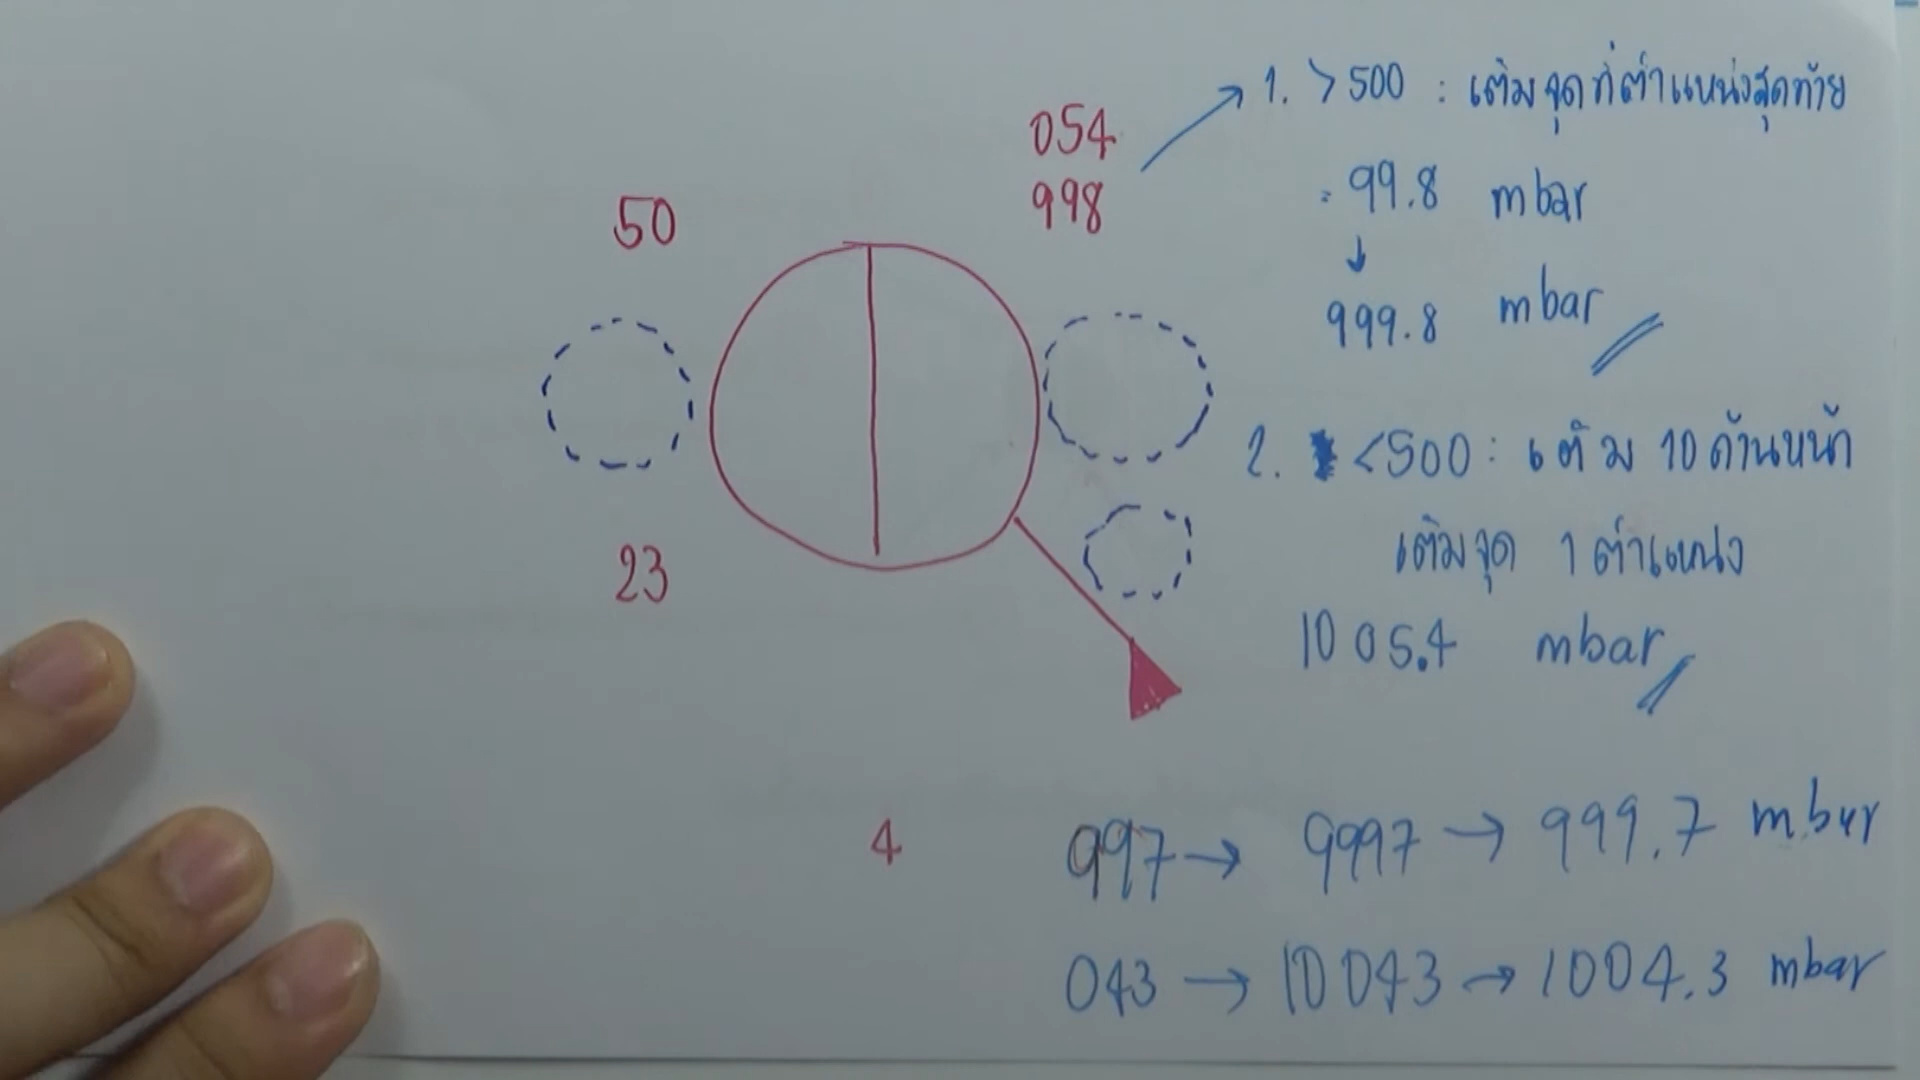 50
054
998
23
4
1. > 500 : เติมจุดที่ตำแหน่งสุดท้าย
= 99.8 mbar
↓
999.8 mbar
2. < 500 : เติม 10 ด้านหน้า
เติมจุด 1 ตำแหน่ง
1005.4 mbar
997 → 9997 → 999.7 mbar
043 → 10043 → 1004.3 mbar